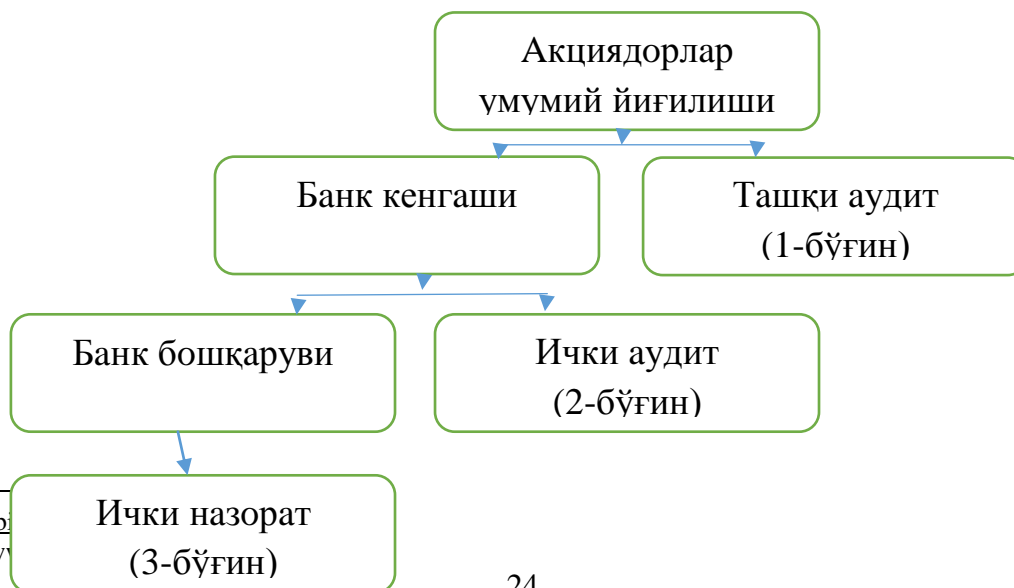 Акциядорлар
умумий йиғилиши
Банк кенгаши
Ташқи аудит
(1-бўғин)
Банк бошқаруви
Ички аудит
(2-бўғин)
Ички назорат
(3-бўғин)
24